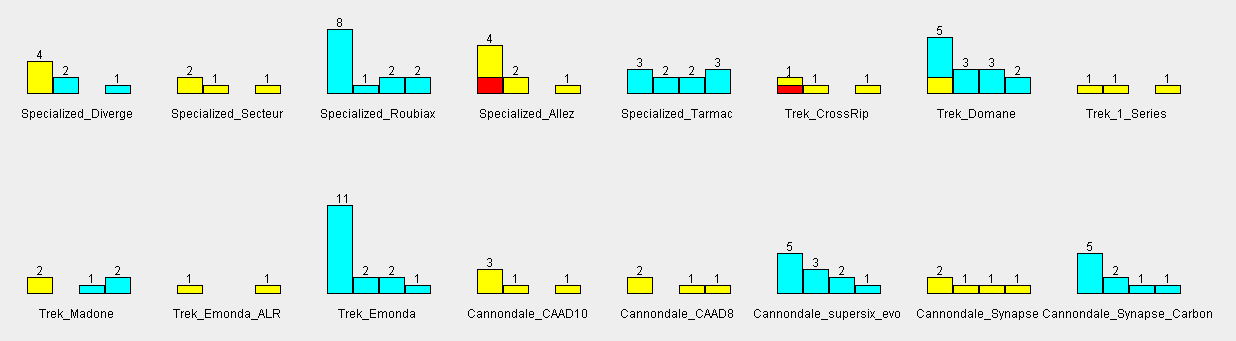 8
5
4 4
2 2 1 2 2 3 2 2 3 1 3 3 2
2 1 1 1 2 1 1 1 1 1 1
Specialized_Diverge Specialized_Secteur Specialized_Roubiax Specialized_Allez Specialized_Tarmac Trek_CrossRip Trek_Domane Trek_1_Series
11
5 5
2 1 2 1 1 2 2 1 3 1 1 2 1 1 3 2 1 2 1 1 1 2 1 1
Trek_Madone Trek_Emonda_ALR Trek_Emonda Cannondale_CAAD10 Cannondale_CAAD8 Cannondale_supersix_evo Cannondale_Synapse Cannondale_Synapse_Carbon